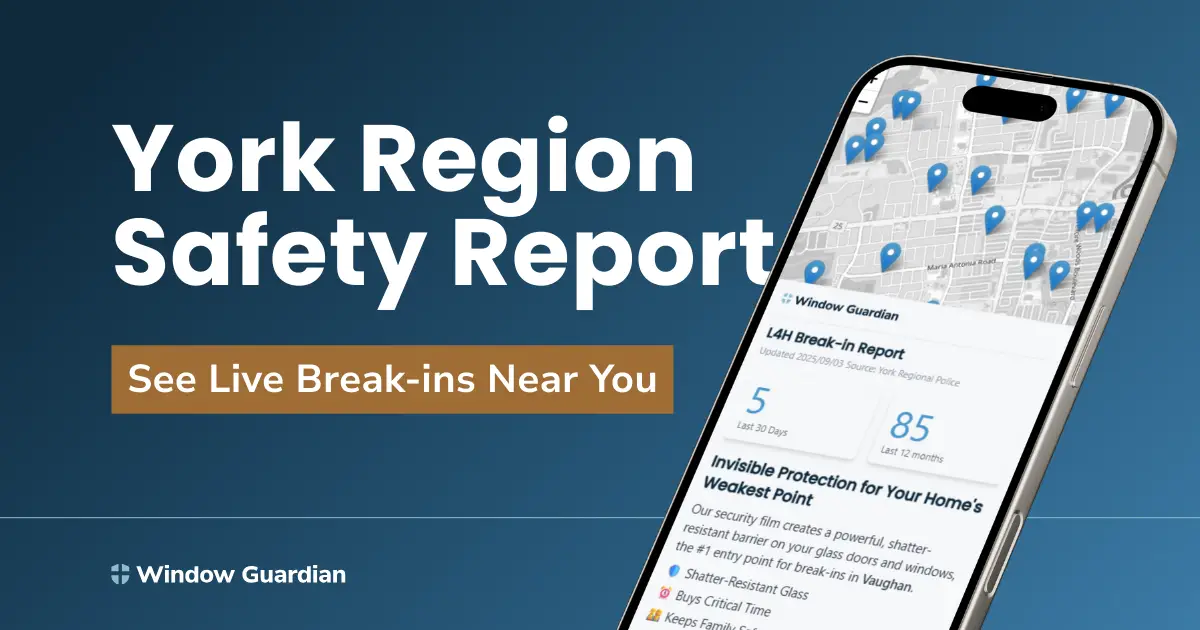 York Region
Safety Report
See Live Break-ins Near You
Window Guardian
25
Maria Antonia Road
Window Guardian
L4H Break-in Report
Updated 2025/09/03 Source: York Regional Police
5
Last 30 Days
85
Last 12 months
Invisible Protection for Your Home's
Weakest Point
Our security film creates a powerful, shatter-
resistant barrier on your glass doors and windows,
the #1 entry point for break-ins in Vaughan.
Shatter-Resistant Glass
Buys Critical Time
Keeps Family